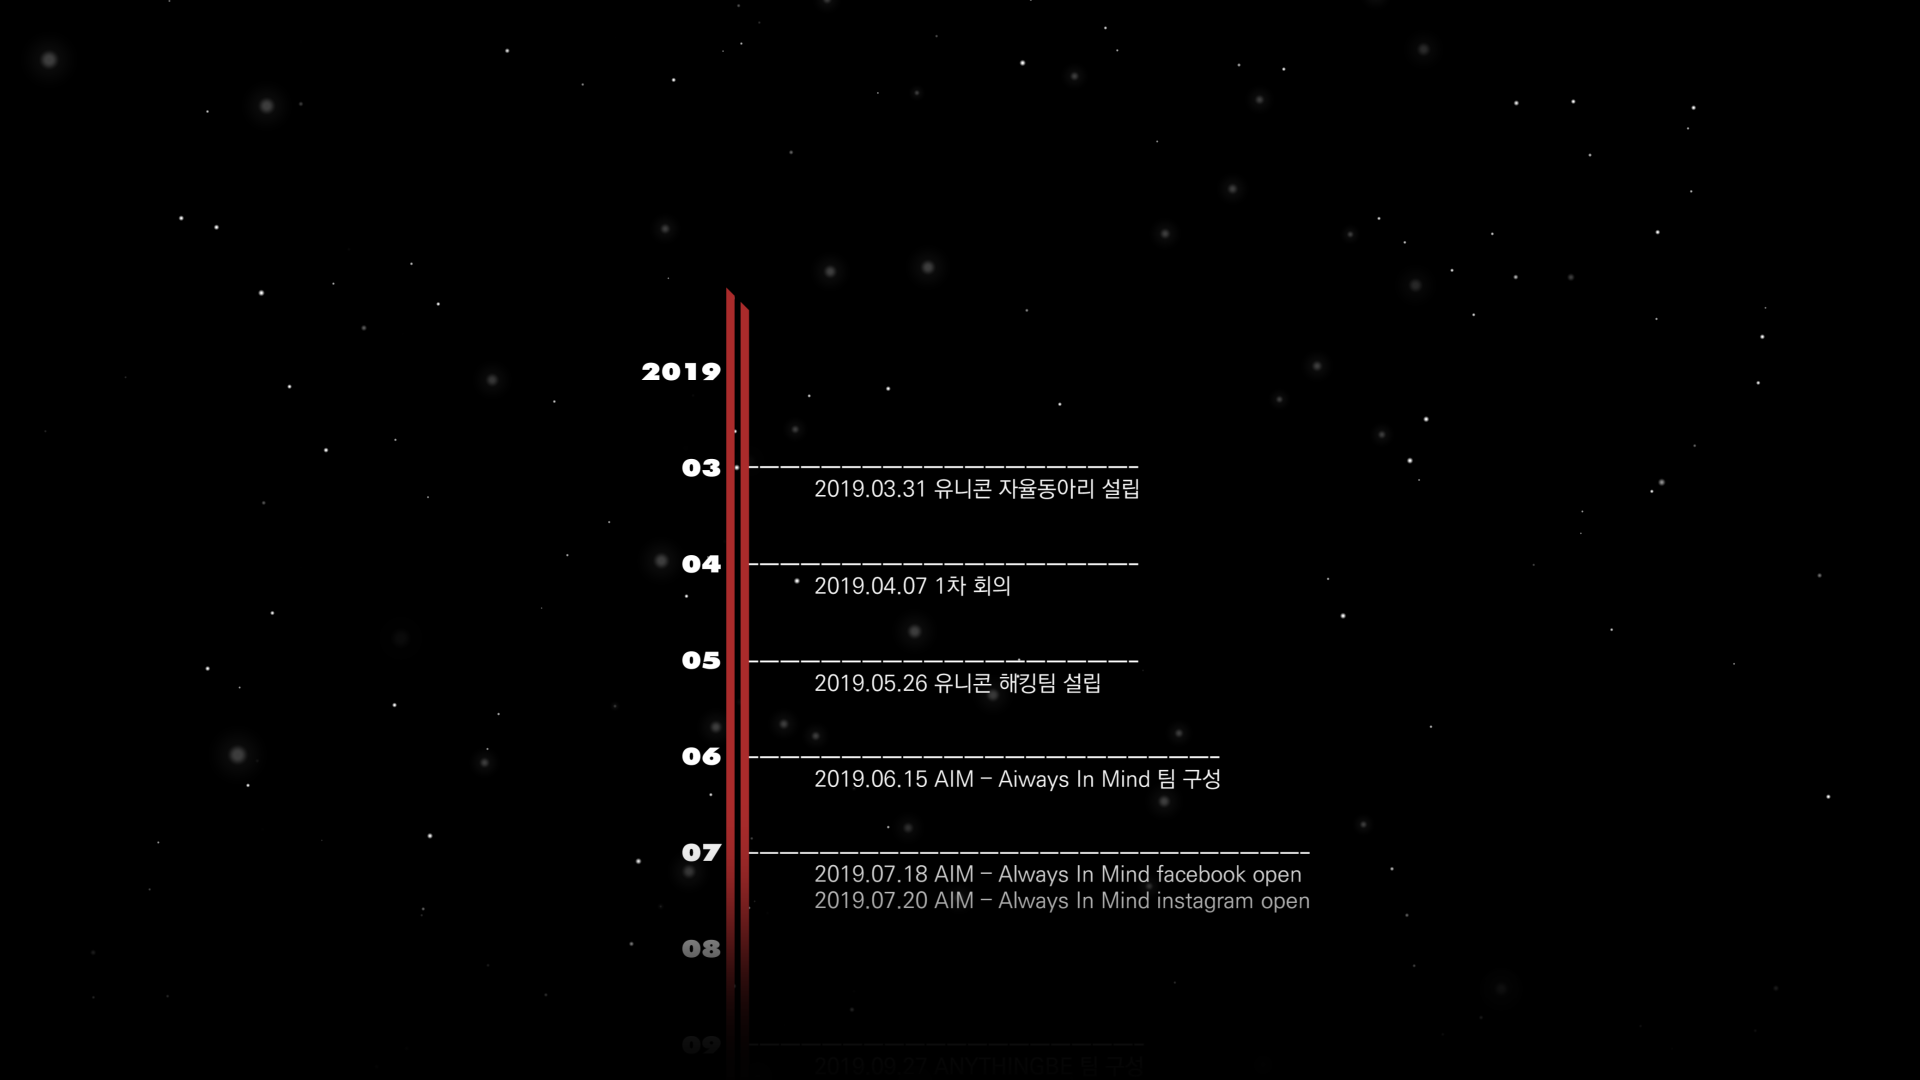 2019
03
2019.03.31 유니콘 자율동아리 설립
04
2019.04.07 1차 회의
05
2019.05.26 유니콘 해킹팀 설립
06
2019.06.15 AIM – Aiways In Mind 팀 구성
07
2019.07.18 AIM – Always In Mind facebook open
2019.07.20 AIM – Always In Mind instagram open
08
09
2019.09.27 ANYTHINGBE 팀 구성